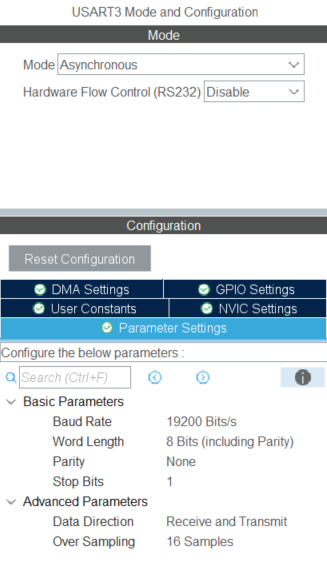 USART3 Mode and Configuration
Mode
Mode Asynchronous
Hardware Flow Control (RS232) Disable
Configuration
Reset Configuration
DMA Settings GPIO Settings
User Constants NVIC Settings
Parameter Settings
Configure the below parameters :
Search (Ctrl+F)
Basic Parameters
Baud Rate 19200 Bits/s
Word Length 8 Bits (including Parity)
Parity None
Stop Bits 1
Advanced Parameters
Data Direction Receive and Transmit
Over Sampling 16 Samples